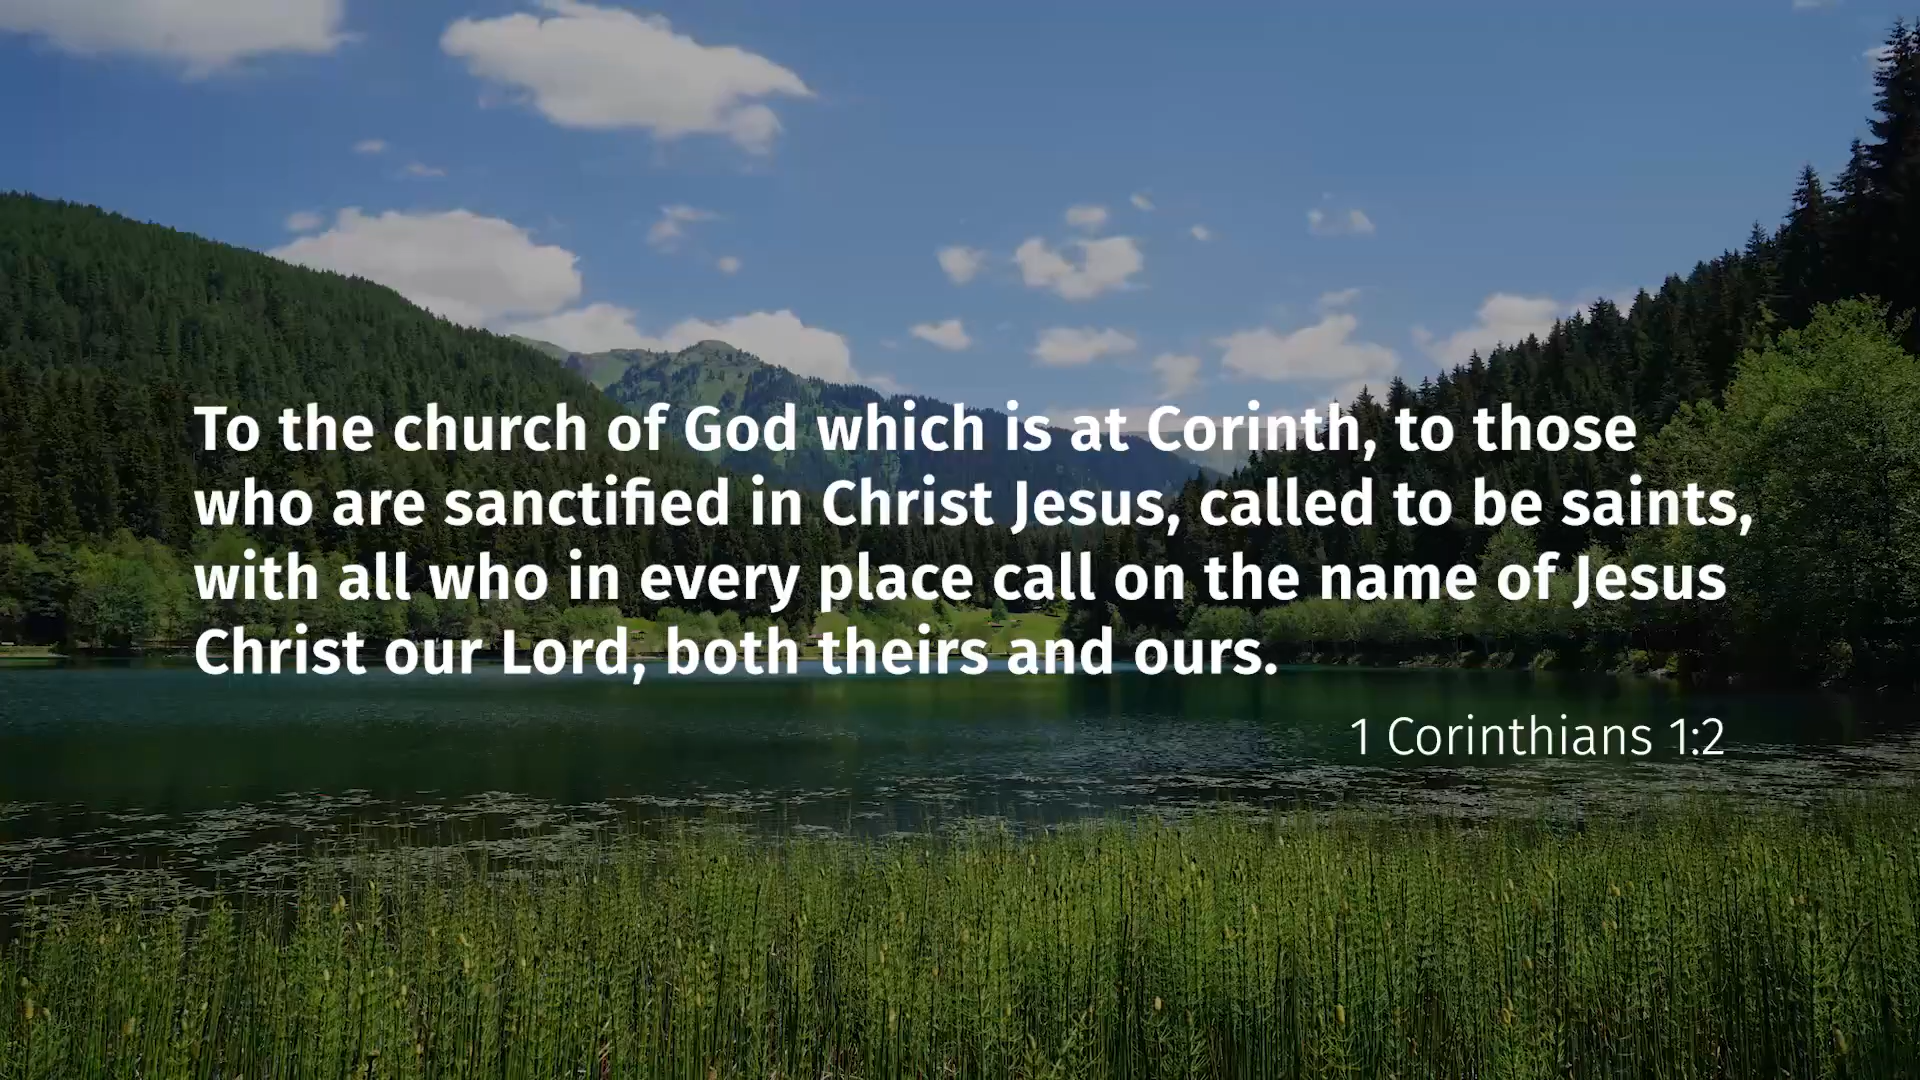 To the church of God which is at Corinth, to those
who are sanctified in Christ Jesus, called to be saints,
with all who in every place call on the name of Jesus
Christ our Lord, both theirs and ours.
1 Corinthians 1:2